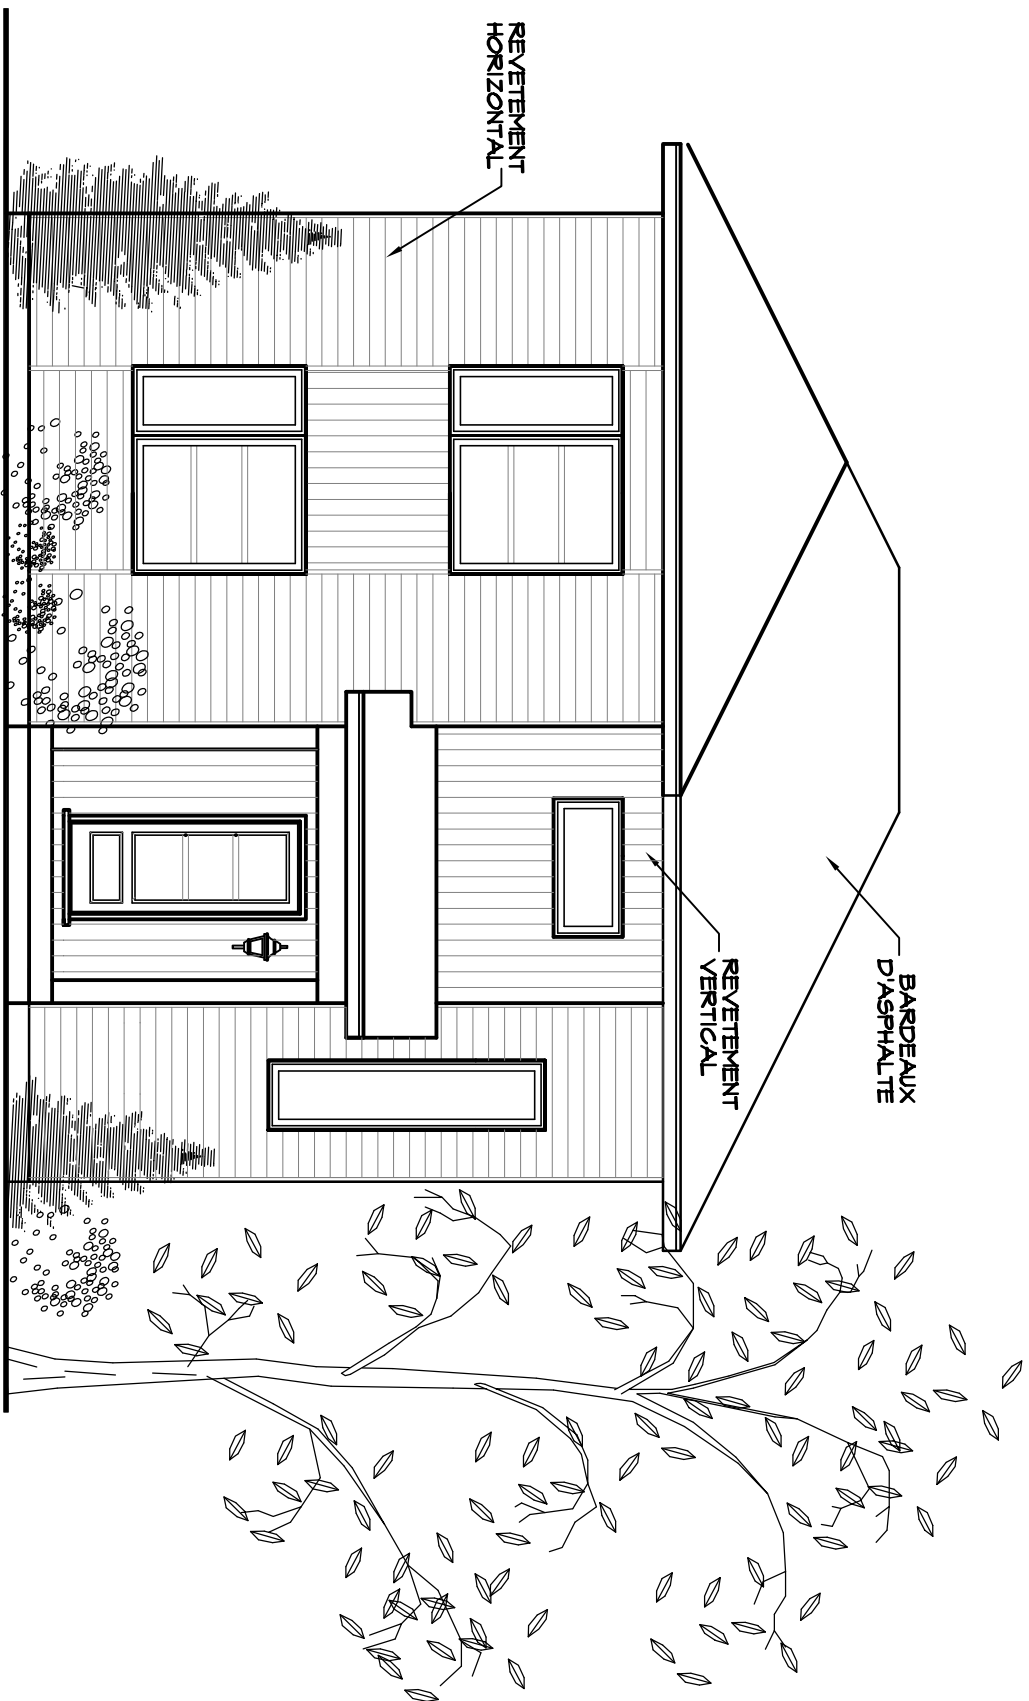 REVETEMENT
HORIZONTAL
BARDEAUX
D'ASPHALTE
REVETEMENT
VERTICAL